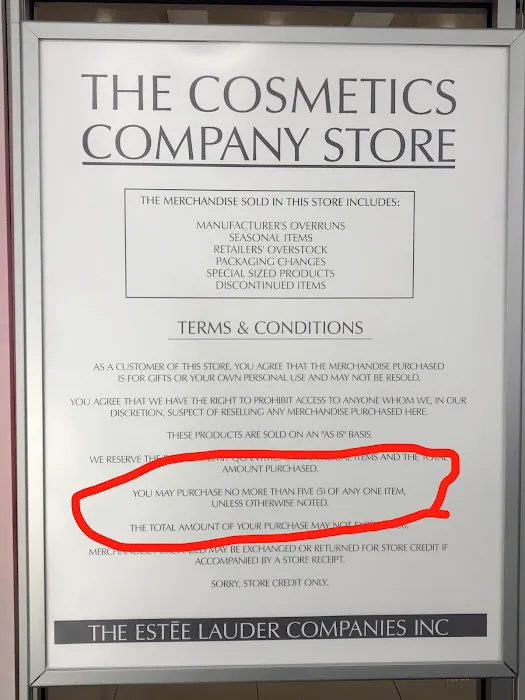 THE COSMETICS
COMPANY STORE
THE MERCHANDISE SOLD IN THIS STORE INCLUDES:
MANUFACTURER'S OVERRUNS
SEASONAL ITEMS
RETAILERS' OVERSTOCK
PACKAGING CHANGES
SPECIAL SIZED PRODUCTS
DISCONTINUED ITEMS
TERMS & CONDITIONS
AS A CUSTOMER OF THIS STORE, YOU AGREE THAT THE MERCHANDISE PURCHASED
IS FOR GIFTS OR YOUR OWN PERSONAL USE AND MAY NOT BE RESOLD.
YOU AGREE THAT WE HAVE THE RIGHT TO PROHIBIT ACCESS TO ANYONE WHOM WE, IN OUR
DISCRETION, SUSPECT OF RESELLING ANY MERCHANDISE PURCHASED HERE.
THESE PRODUCTS ARE SOLD ON AN "AS IS" BASIS.
WE RESERVE THE ITEMS AND THE TOTAL
AMOUNT PURCHASED.
YOU MAY PURCHASE NO MORE THAN FIVE (5) OF ANY ONE ITEM,
UNLESS OTHERWISE NOTED.
THE TOTAL AMOUNT OF YOUR PURCHASE MAY NOT
MAY BE EXCHANGED OR RETURNED FOR STORE CREDIT IF
ACCOMPANIED BY A STORE RECEIPT.
SORRY, STORE CREDIT ONLY.
THE ESTĒE LAUDER COMPANIES INC